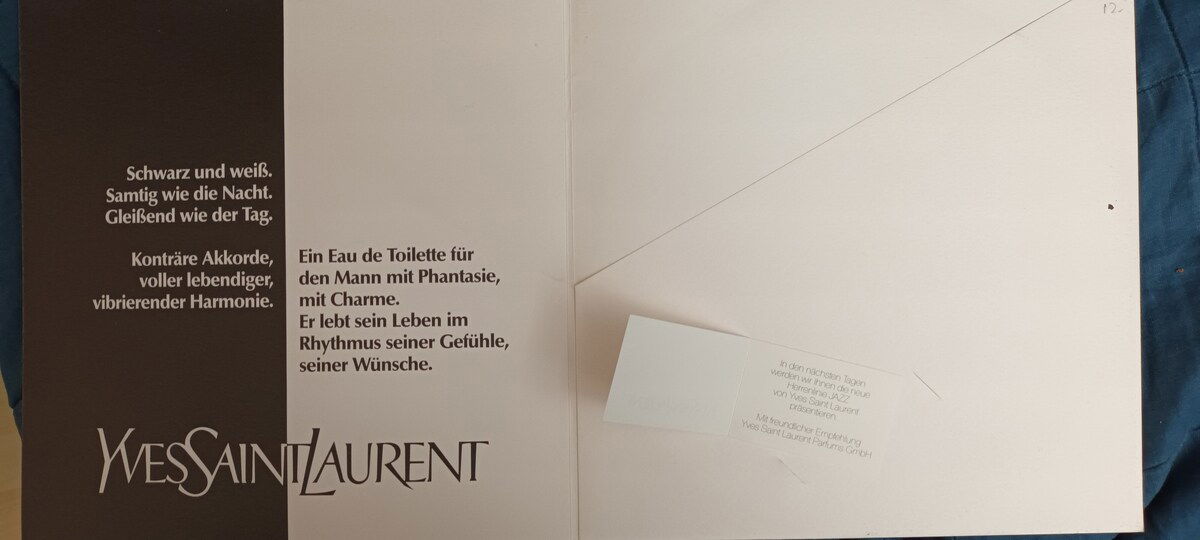 Schwarz und weiß.
Samtig wie die Nacht.
Gleißend wie der Tag.
Konträre Akkorde,
voller lebendiger,
vibrierender Harmonie.
Ein Eau de Toilette für
den Mann mit Phantasie,
mit Charme.
Er lebt sein Leben im
Rhythmus seiner Gefühle,
seiner Wünsche.
YVESSAINTLAURENT
12.-
In den nächsten Tagen
werden wir Ihnen die neue
Herrenlinie JAZZ
von Yves Saint Laurent
präsentieren.
Mit freundlicher Empfehlung
Yves Saint Laurent Parfums GmbH